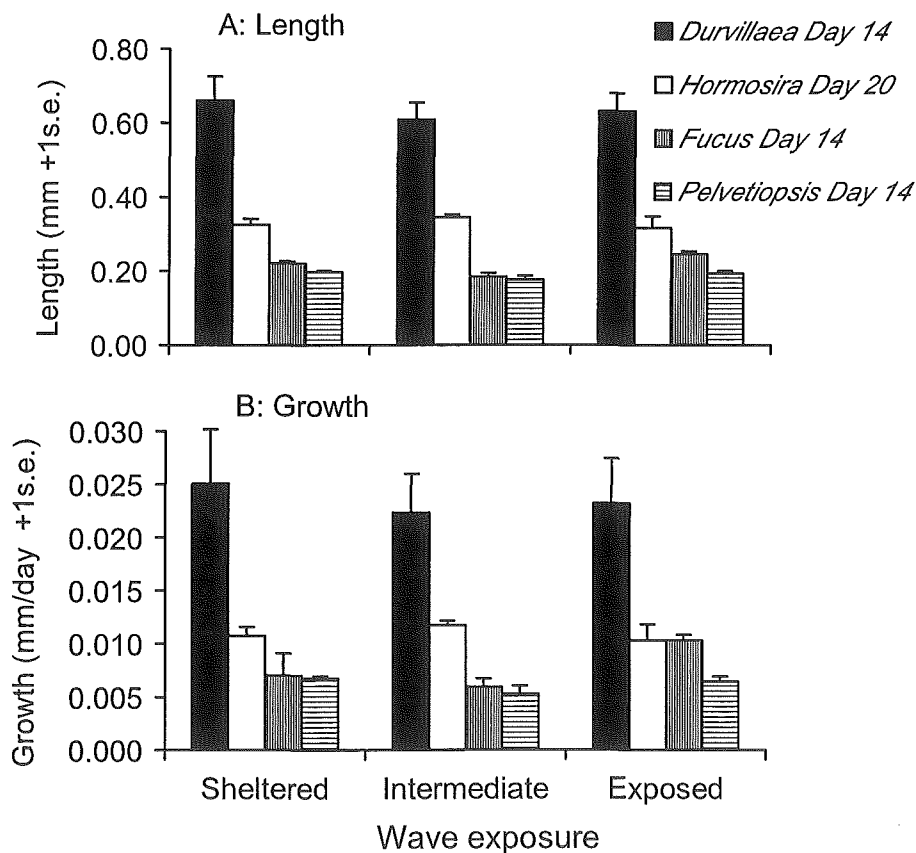 A: Length
Durvillaea Day 14
Hormosira Day 20
Fucus Day 14
Pelvetiopsis Day 14
Length (mm +1s.e.)
0.80
0.60
0.40
0.20
0.00
B: Growth
Growth (mm/day +1s.e.)
0.030
0.025
0.020
0.015
0.010
0.005
0.000
Sheltered Intermediate Exposed
Wave exposure